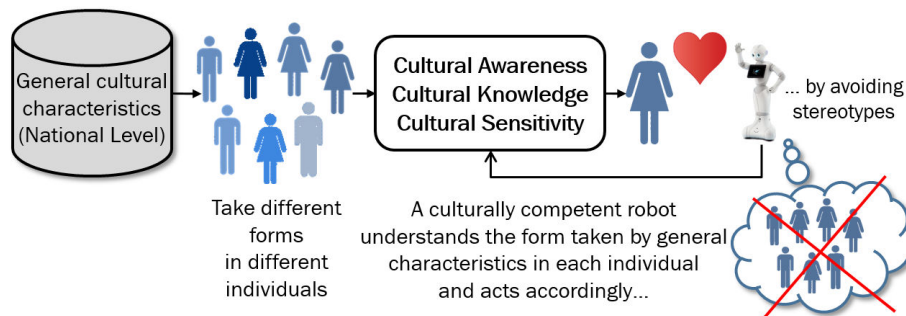 General cultural
characteristics
(National Level)
Take different
forms
in different
individuals
Cultural Awareness
Cultural Knowledge
Cultural Sensitivity
A culturally competent robot
understands the form taken by general
characteristics in each individual
and acts accordingly...
... by avoiding
stereotypes